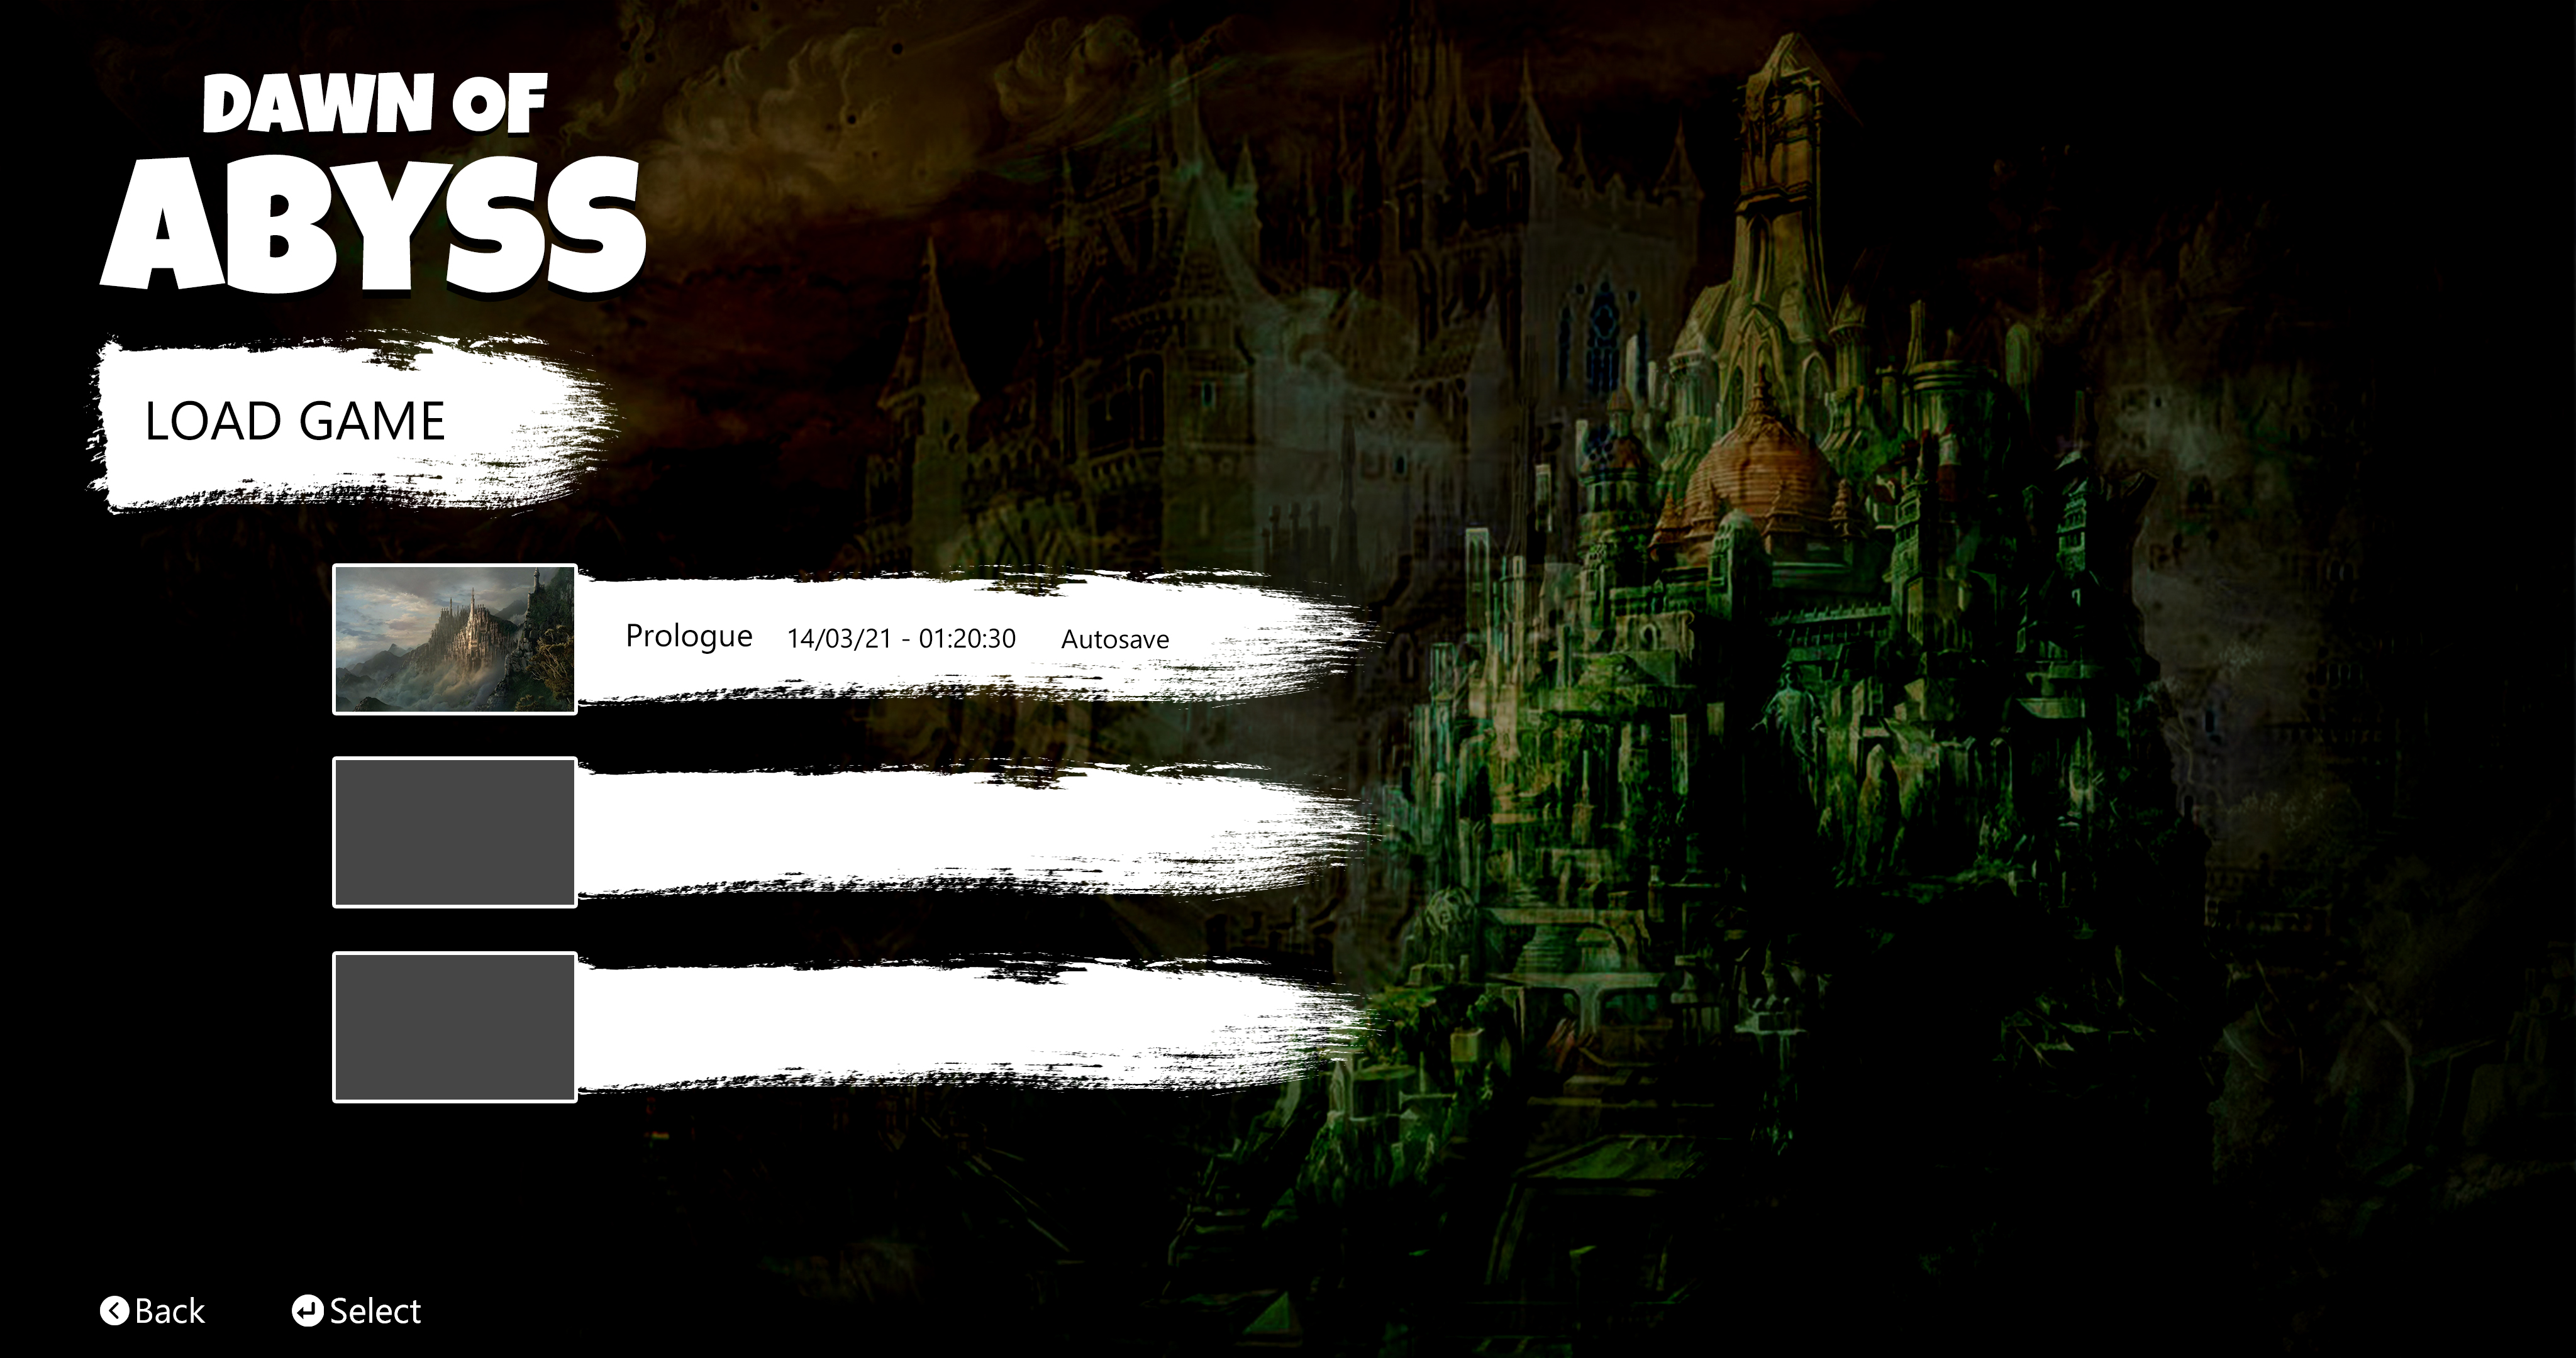 DAWN OF
ABYSS
LOAD GAME
Prologue 14/03/21 - 01:20:30 Autosave
Back Select